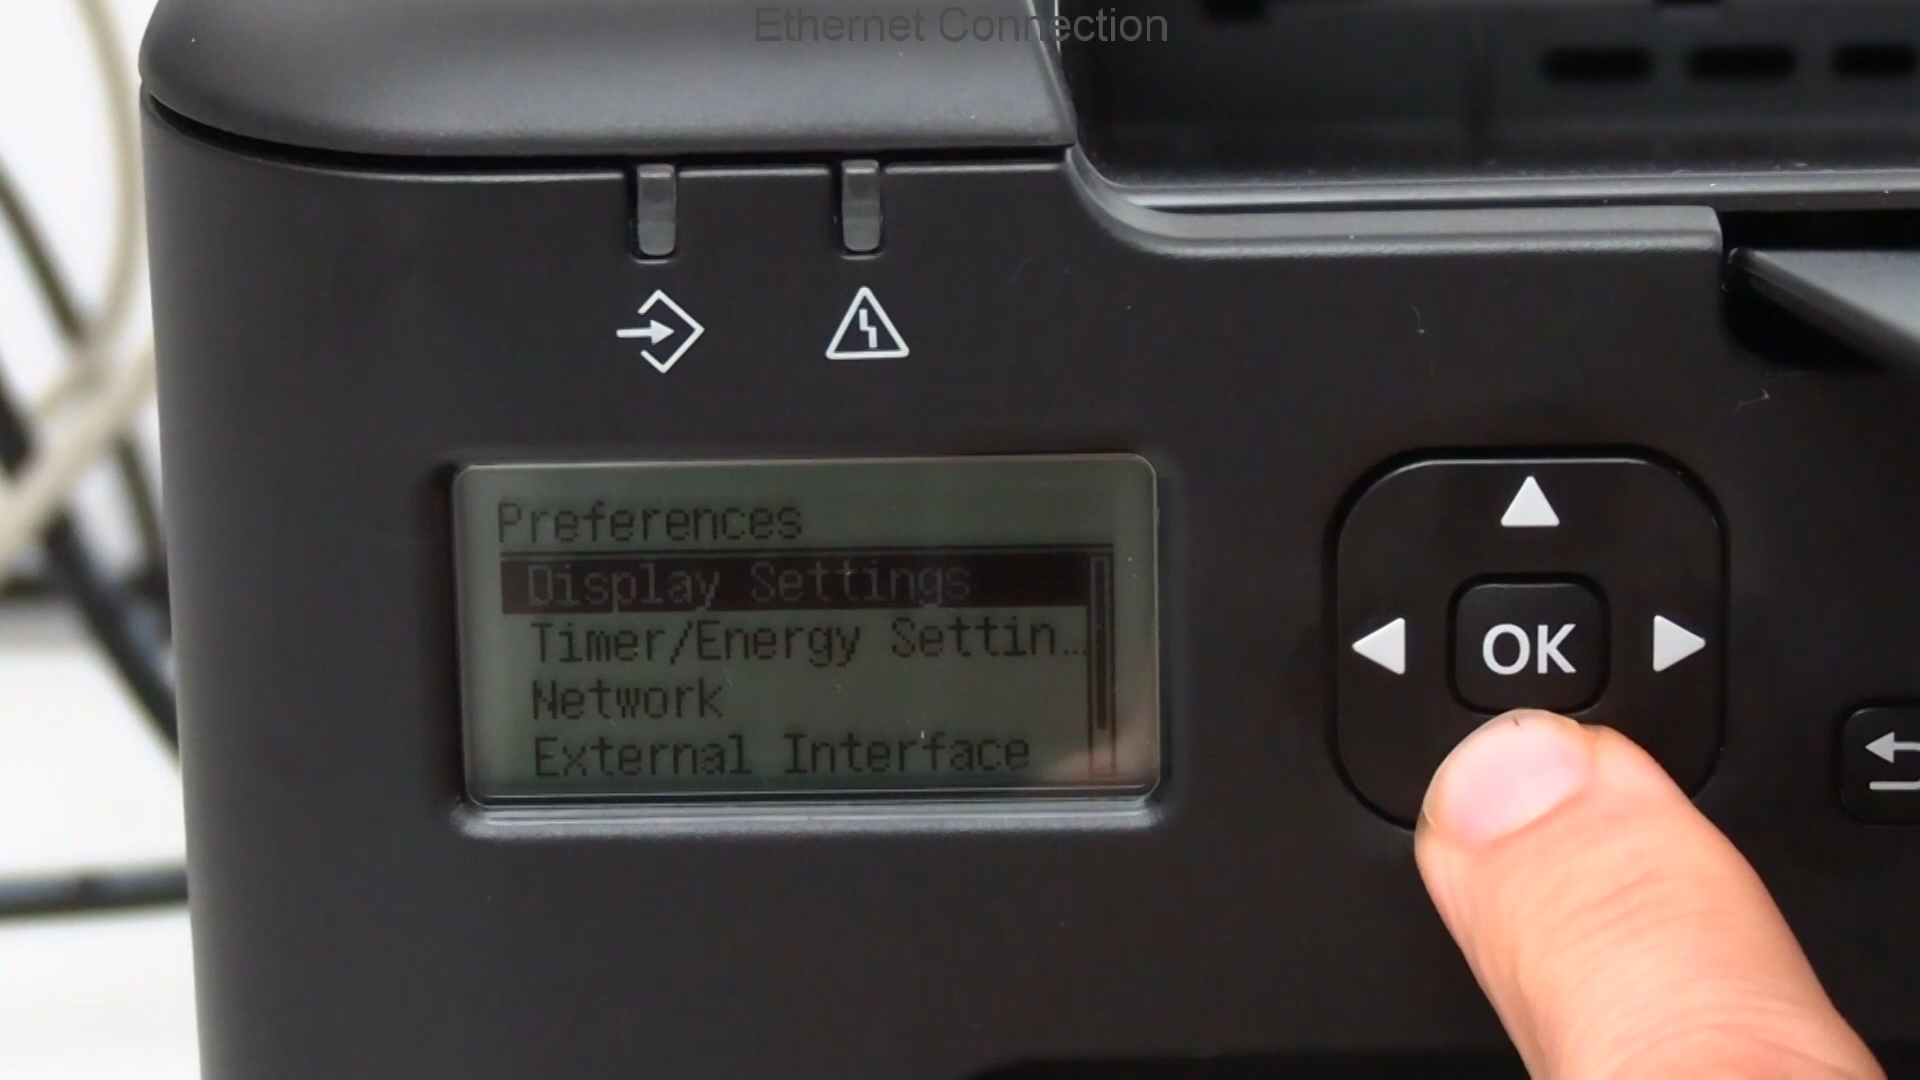 Ethernet Connection
Preferences
Display Settings
Timer/Energy Settin...
Network
External Interface
OK